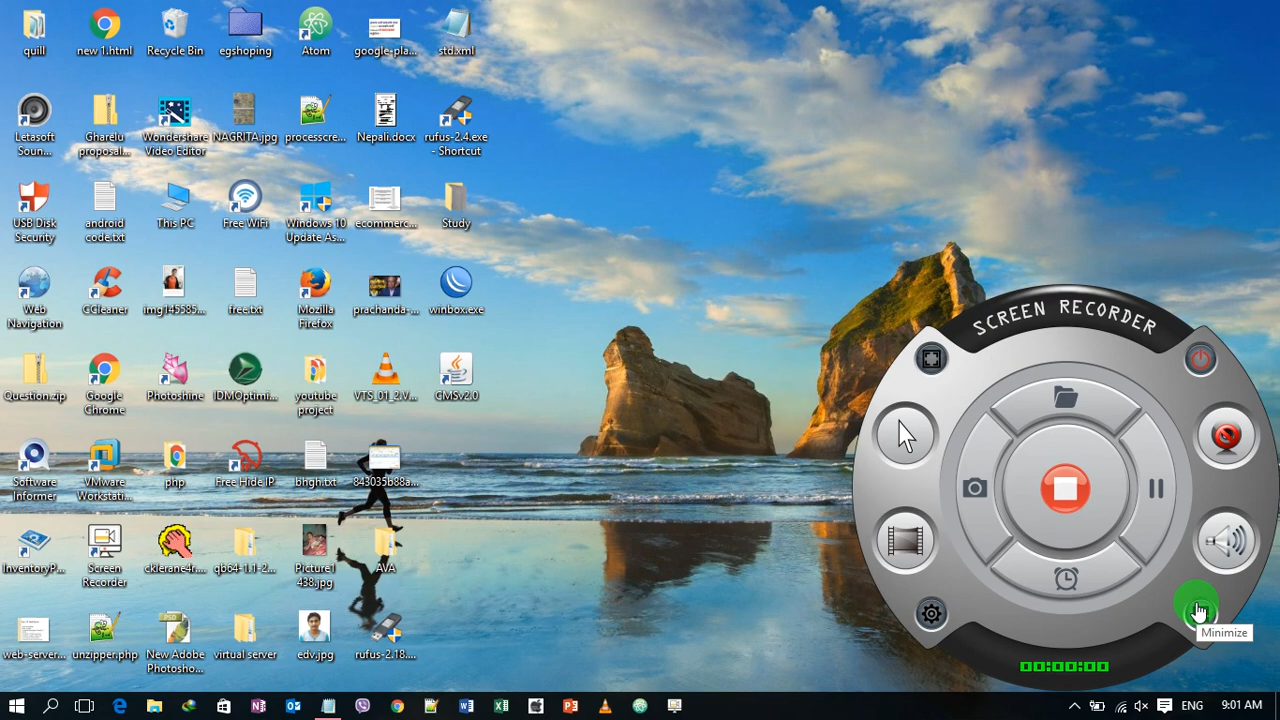 quill
new 1.html
Recycle Bin
egshoping
Atom
google-pla...
std.xml
Letasoft
Soun...
Gharelu
proposal...
Wondershare
Video Editor
NAGRITA.jpg
processcre...
Nepali.docx
rufus-2.4.exe
- Shortcut
USB Disk
Security
android
code.txt
This PC
Free WiFi
Windows 10
Update As...
ecommerc...
Study
Web
Navigation
CCleaner
img145585...
free.txt
Mozilla
Firefox
prachanda-...
winbox.exe
Question.zip
Google
Chrome
Photoshine
IDMOptimi...
youtube
project
VTS_01_2.V...
CMSv2.0
Software
Informer
VMware
Workstati...
php
Free Hide IP
bhgh.txt
843035b88a...
InventoryP...
Screen
Recorder
cklerane4r...
qb64-1.1-2...
Picture1
438.jpg
AVA
web-server...
unzipper.php
New Adobe
Photosho...
virtual server
edv.jpg
rufus-2.18....
SCREEN RECORDER
Minimize
00:00:00
ENG
9:01 AM